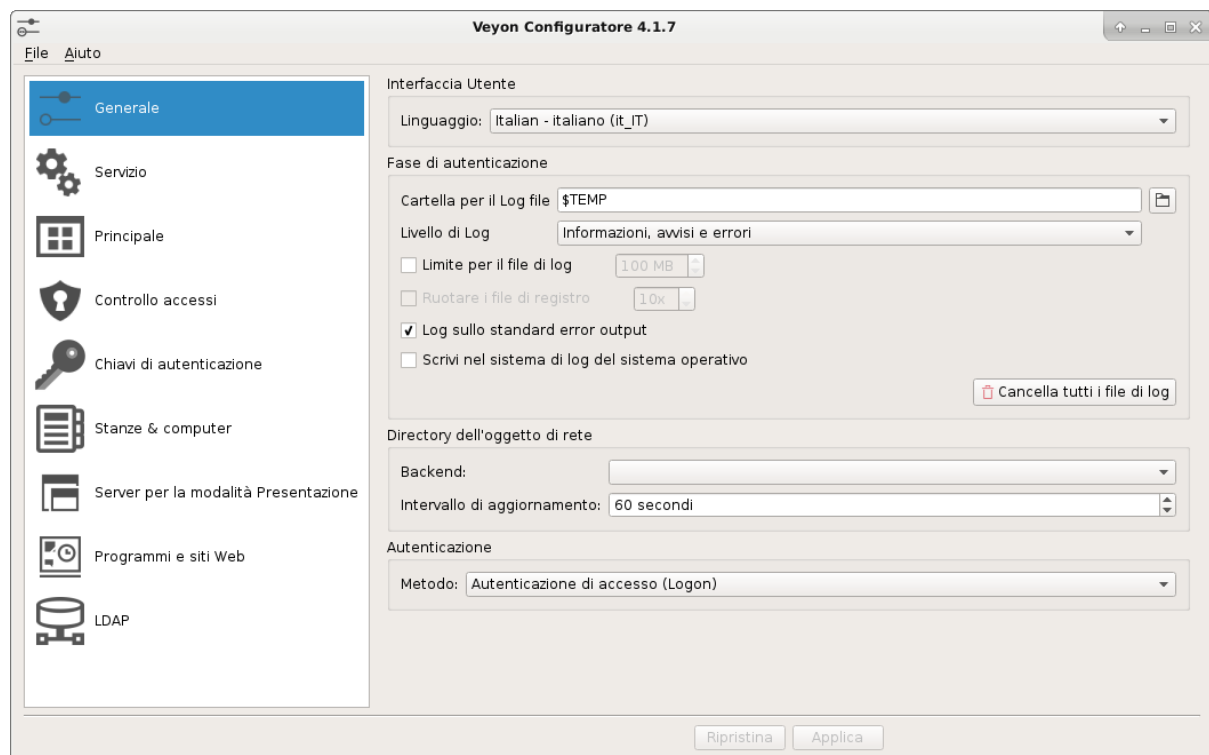 Veyon Configuratore 4.1.7
File Aiuto
Generale
Servizio
Principale
Controllo accessi
Chiavi di autenticazione
Stanze & computer
Server per la modalità Presentazione
Programmi e siti Web
LDAP
Interfaccia Utente
Linguaggio: Italian - italiano (it_IT)
Fase di autenticazione
Cartella per il Log file $TEMP
Livello di Log Informazioni, avvisi e errori
Limite per il file di log 100 MB
Ruotare i file di registro 10x
Log sullo standard error output
Scrivi nel sistema di log del sistema operativo
Cancella tutti i file di log
Directory dell'oggetto di rete
Backend:
Intervallo di aggiornamento: 60 secondi
Autenticazione
Metodo: Autenticazione di accesso (Logon)
Ripristina Applica